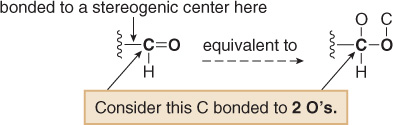 bonded to a stereogenic center here
O C
C=O equivalent to C–O
H H
Consider this C bonded to 2 O's.